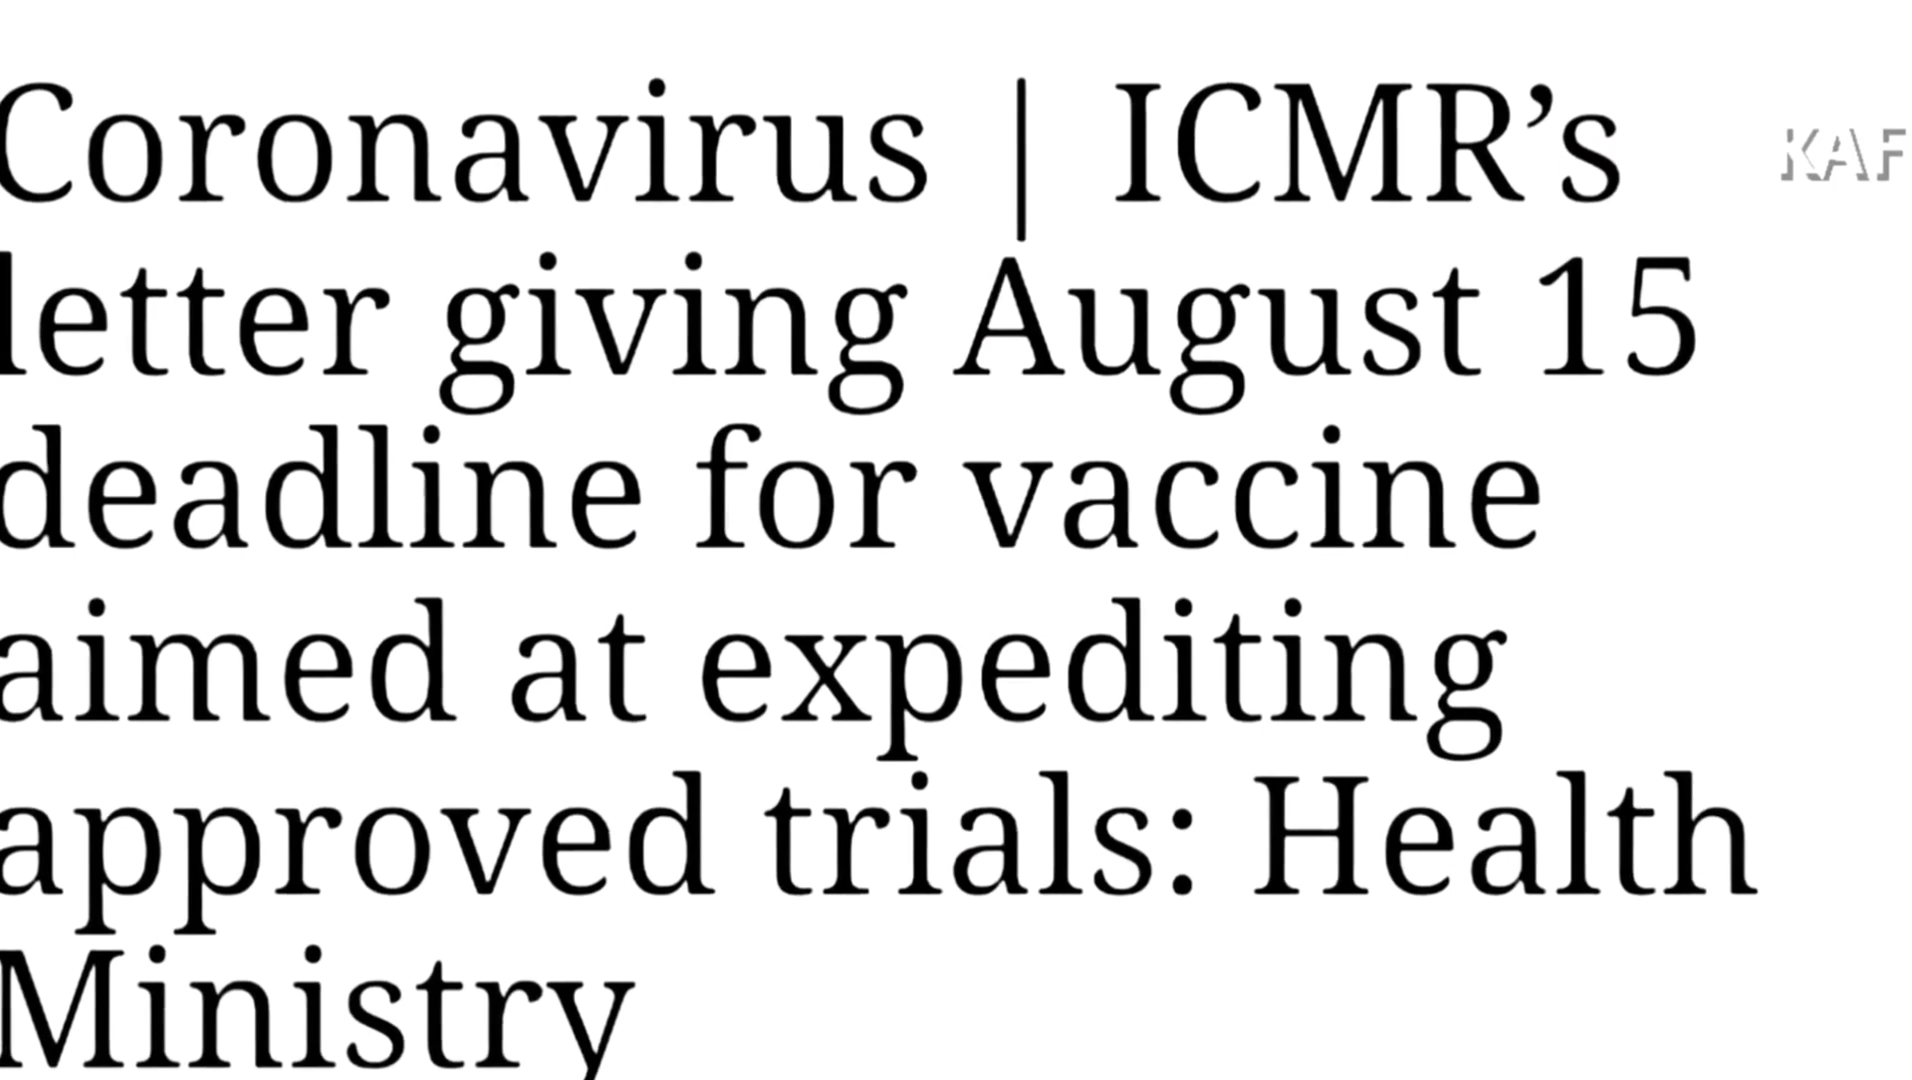 Coronavirus | ICMR’s
KAF
letter giving August 15
deadline for vaccine
aimed at expediting
approved trials: Health
Ministry